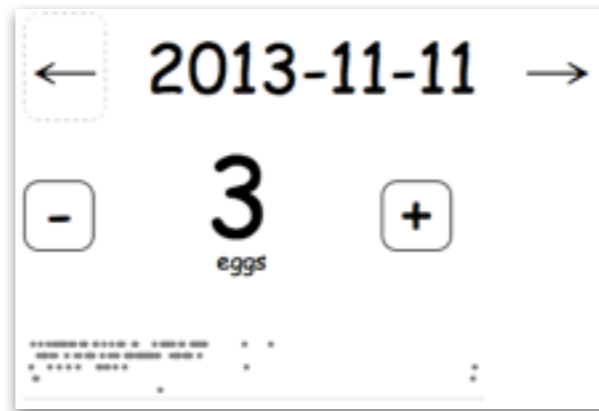 ← 2013-11-11 →
- 3 +
eggs